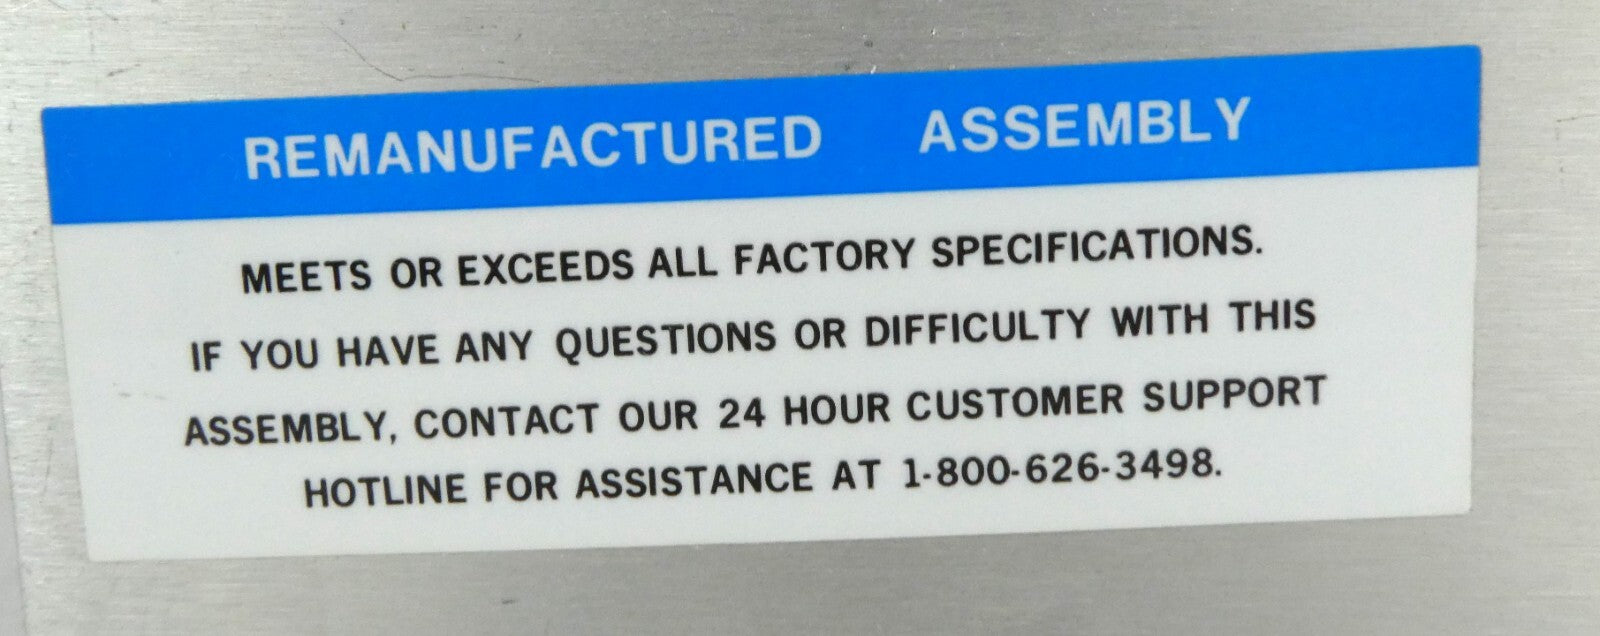 REMANUFACTURED ASSEMBLY
MEETS OR EXCEEDS ALL FACTORY SPECIFICATIONS.
IF YOU HAVE ANY QUESTIONS OR DIFFICULTY WITH THIS
ASSEMBLY, CONTACT OUR 24 HOUR CUSTOMER SUPPORT
HOTLINE FOR ASSISTANCE AT 1-800-626-3498.